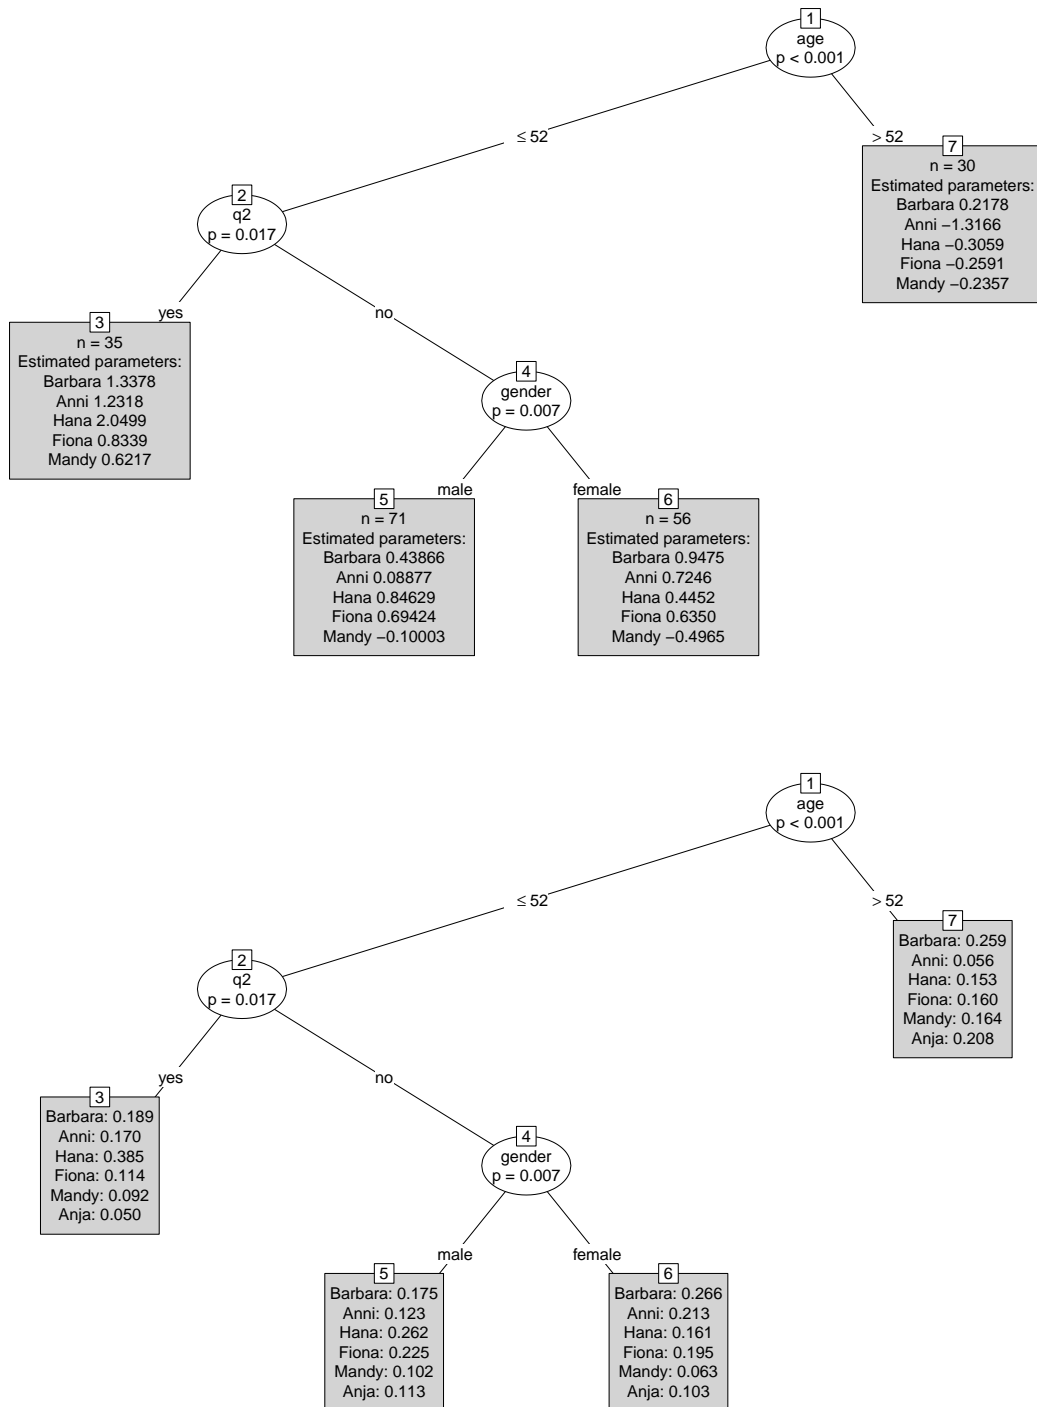 1
age
p < 0.001
≤ 52
> 52
7
n = 30
Estimated parameters:
Barbara 0.2178
Anni −1.3166
Hana −0.3059
Fiona −0.2591
Mandy −0.2357
2
q2
p = 0.017
yes
no
3
n = 35
Estimated parameters:
Barbara 1.3378
Anni 1.2318
Hana 2.0499
Fiona 0.8339
Mandy 0.6217
4
gender
p = 0.007
male
female
5
n = 71
Estimated parameters:
Barbara 0.43866
Anni 0.08877
Hana 0.84629
Fiona 0.69424
Mandy −0.10003
6
n = 56
Estimated parameters:
Barbara 0.9475
Anni 0.7246
Hana 0.4452
Fiona 0.6350
Mandy −0.4965
1
age
p < 0.001
≤ 52
> 52
7
Barbara: 0.259
Anni: 0.056
Hana: 0.153
Fiona: 0.160
Mandy: 0.164
Anja: 0.208
2
q2
p = 0.017
yes
no
3
Barbara: 0.189
Anni: 0.170
Hana: 0.385
Fiona: 0.114
Mandy: 0.092
Anja: 0.050
4
gender
p = 0.007
male
female
5
Barbara: 0.175
Anni: 0.123
Hana: 0.262
Fiona: 0.225
Mandy: 0.102
Anja: 0.113
6
Barbara: 0.266
Anni: 0.213
Hana: 0.161
Fiona: 0.195
Mandy: 0.063
Anja: 0.103